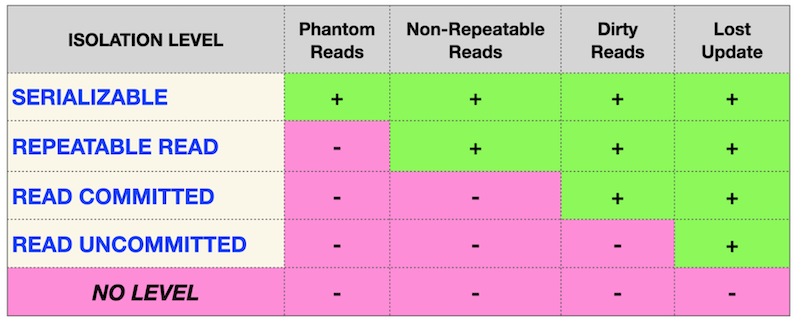 ISOLATION LEVEL Phantom Reads Non-Repeatable Reads Dirty Reads Lost Update
SERIALIZABLE + + + +
REPEATABLE READ - + + +
READ COMMITTED - - + +
READ UNCOMMITTED - - - +
NO LEVEL - - - -